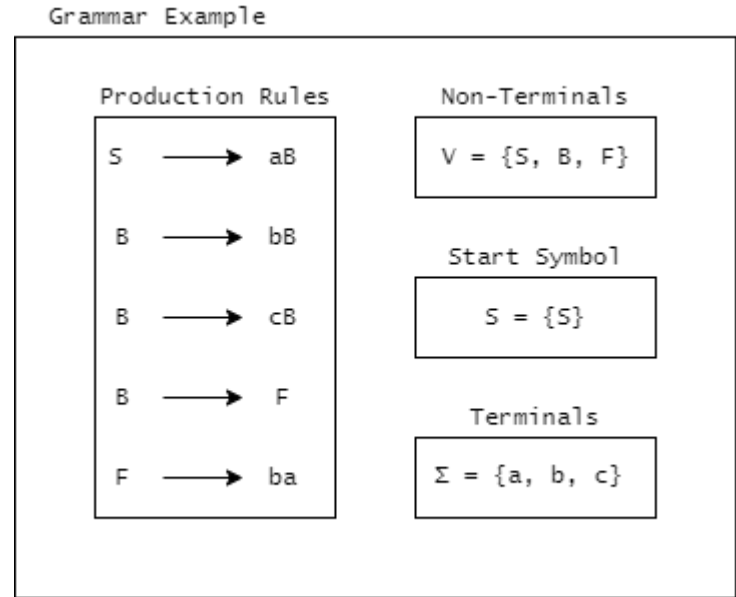 Grammar Example
Production Rules
S → aB
B → bB
B → cB
B → F
F → ba
Non-Terminals
V = {S, B, F}
Start Symbol
S = {S}
Terminals
Σ = {a, b, c}